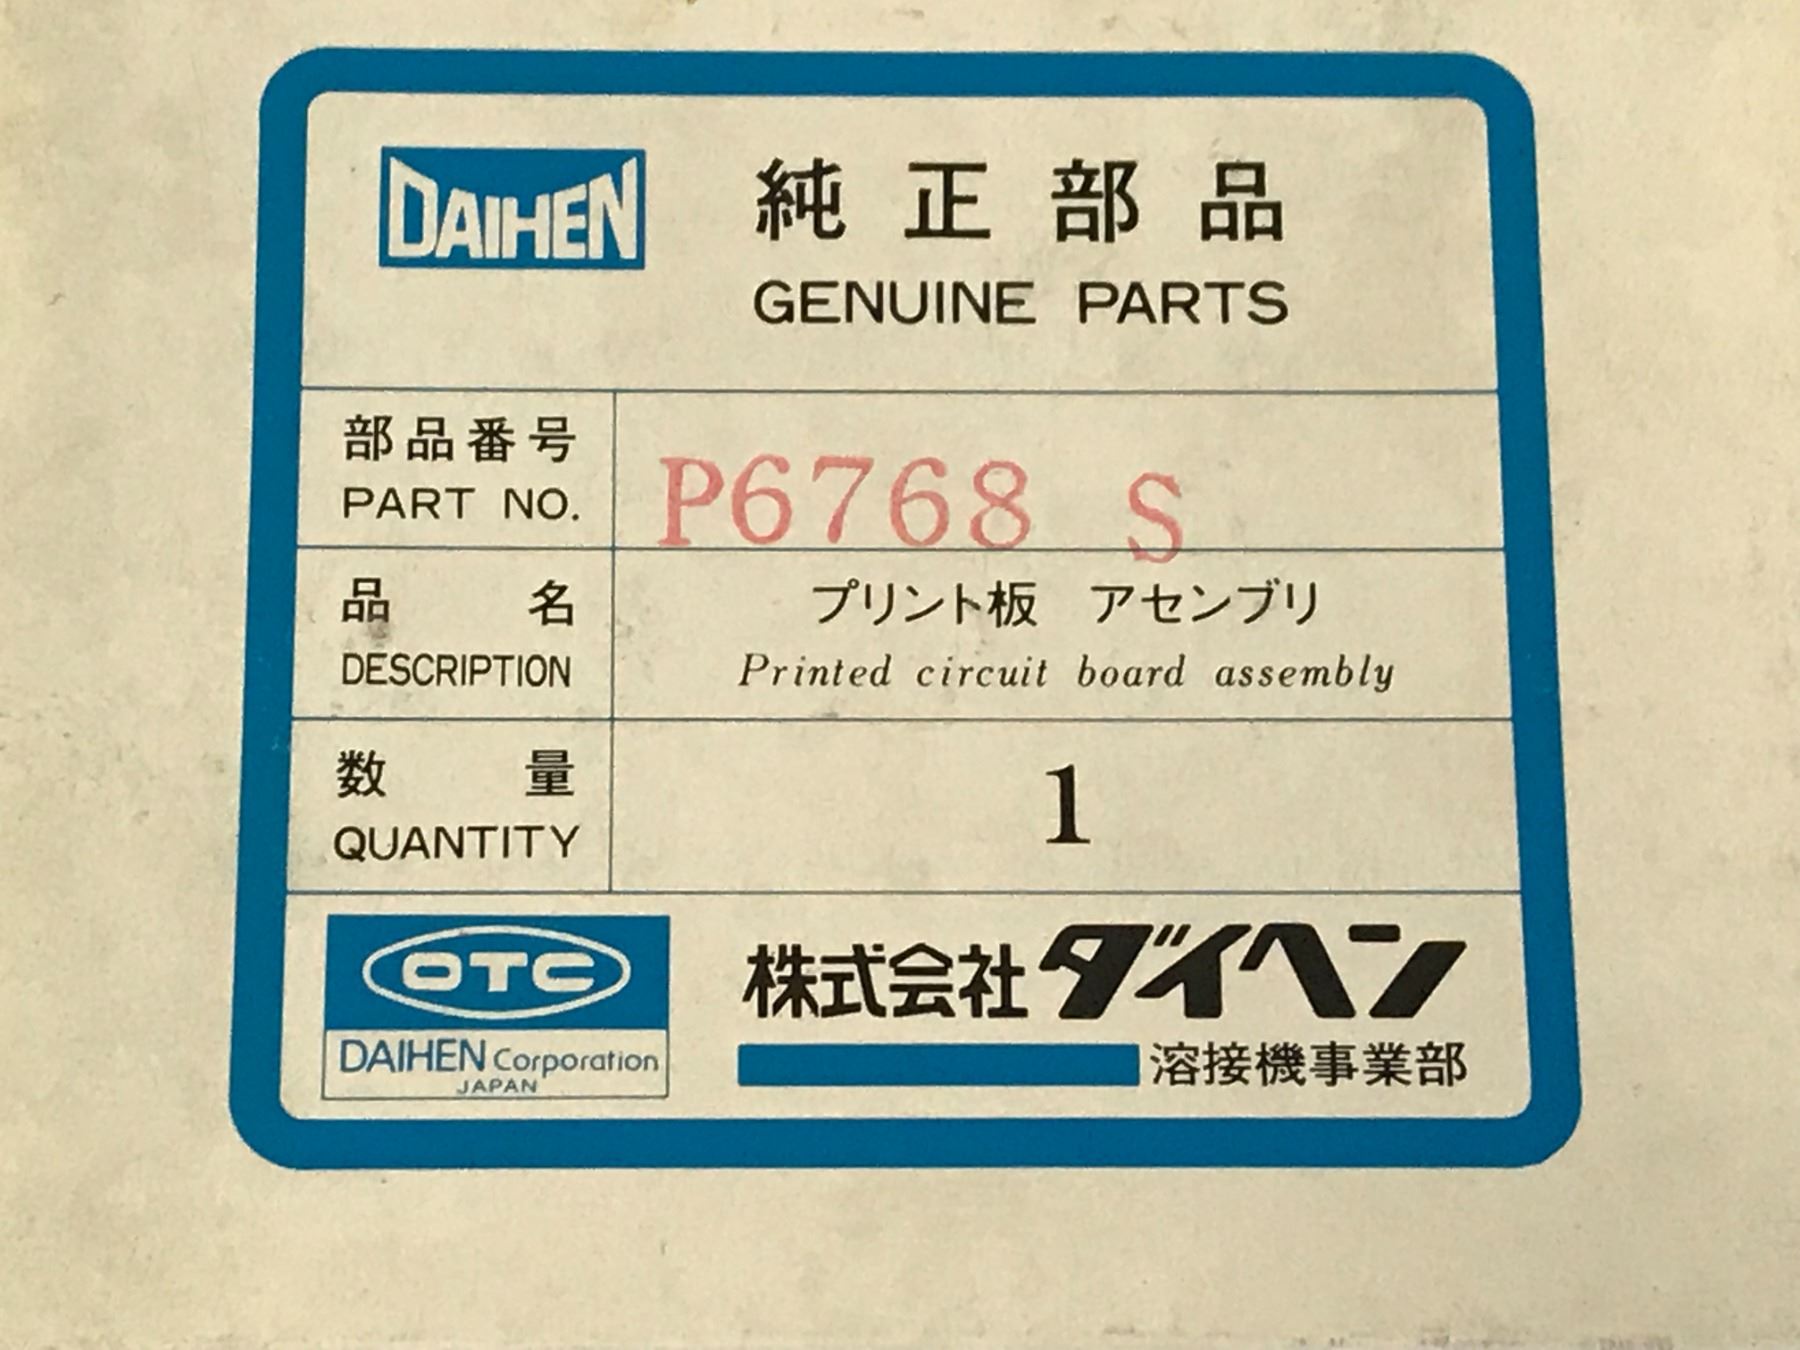 DAIHEN
純正部品
GENUINE PARTS
部品番号
PART NO.
P6768 S
品名
DESCRIPTION
プリント板 アセンブリ
Printed circuit board assembly
数量
QUANTITY
1
OTC
DAIHEN Corporation
JAPAN
株式会社ダイヘン
溶接機事業部